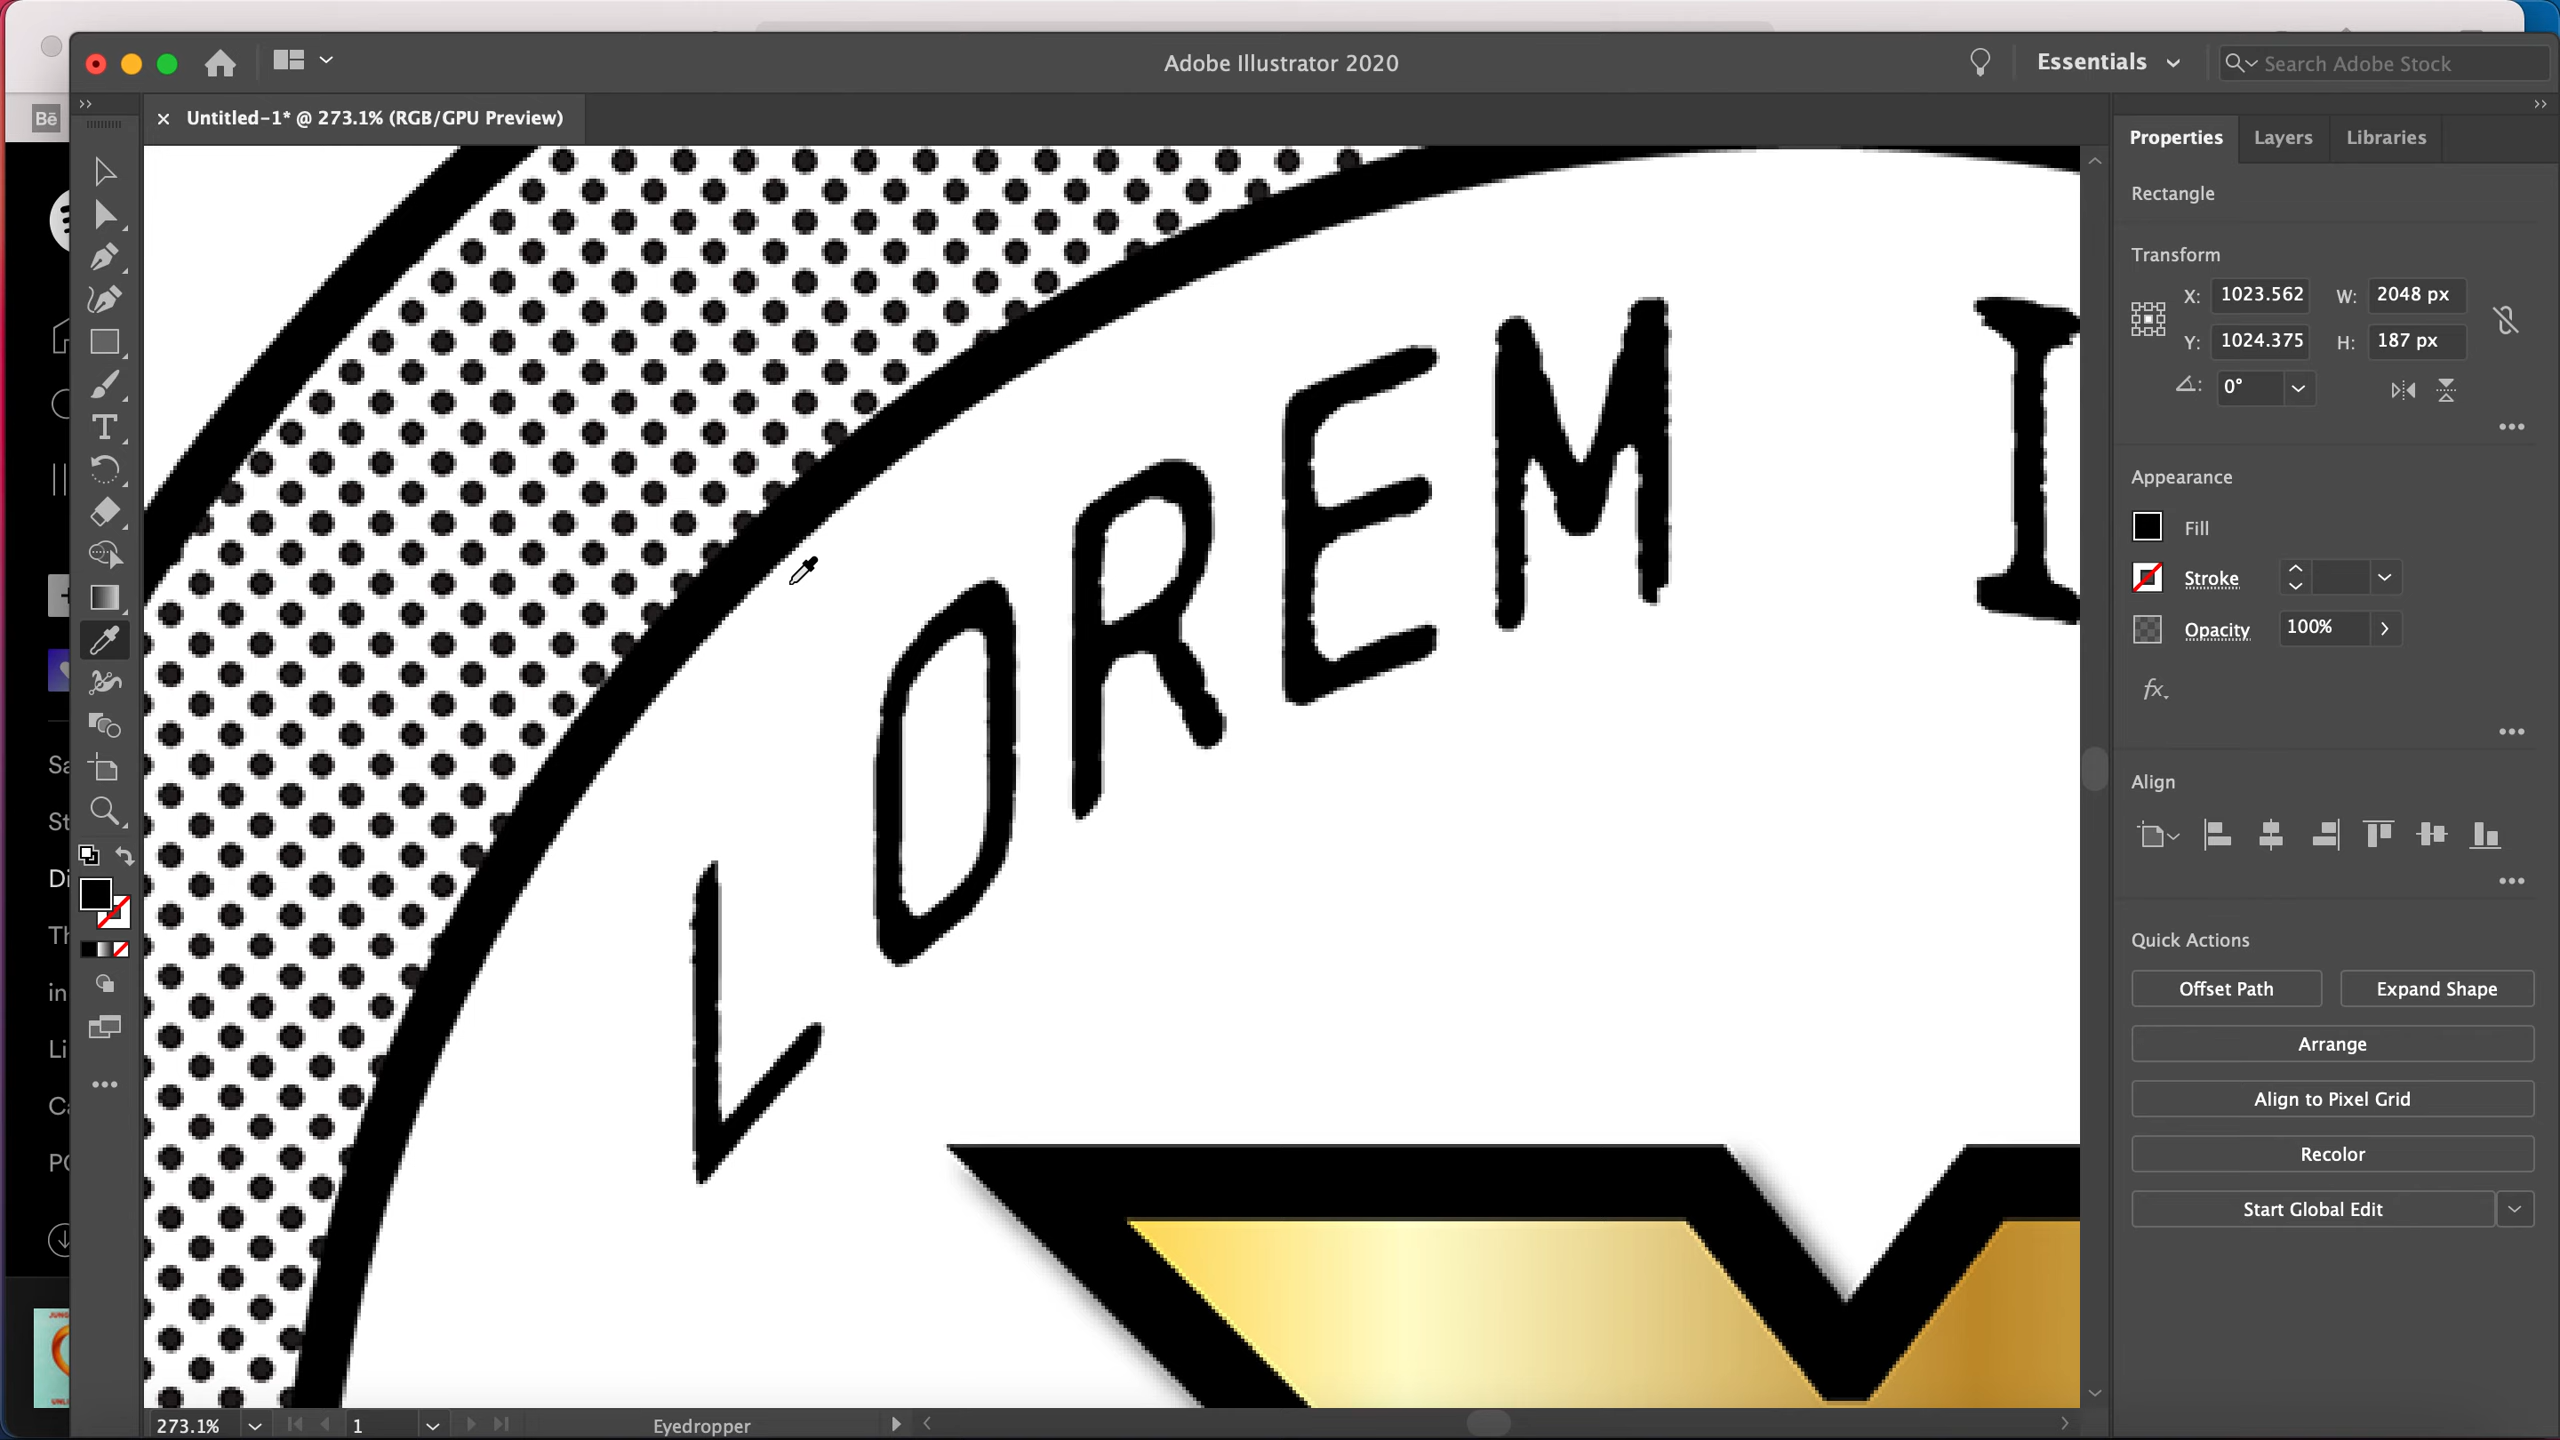 Adobe Illustrator 2020
Essentials
Search Adobe Stock
Bē
Untitled-1* @ 273.1% (RGB/GPU Preview)
Properties
Layers
Libraries
Rectangle
Transform
X: 1023.562 W: 2048 px
Y: 1024.375 H: 187 px
0°
Appearance
Fill
Stroke
Opacity 100%
fx
Align
Quick Actions
Offset Path
Expand Shape
Arrange
Align to Pixel Grid
Recolor
Start Global Edit
LOREM I
Sa
St
Di
Th
in
Li
Ca
PO
273.1%
1
Eyedropper